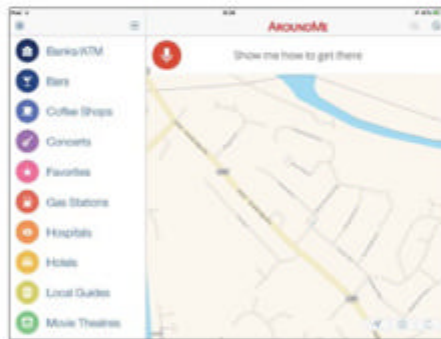 AROUNDME
Show me how to get there
Banks/ATM
Bars
Coffee Shops
Concerts
Favorites
Gas Stations
Hospitals
Hotels
Local Guides
Movie Theatres